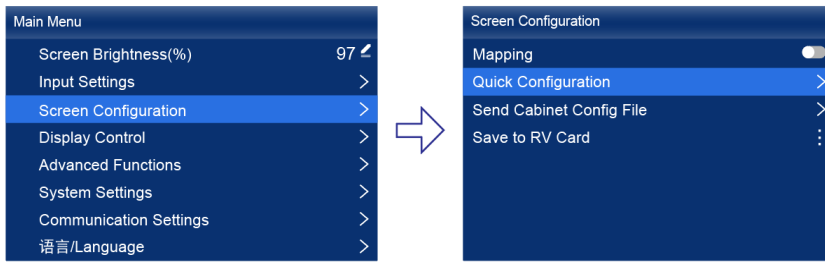 Main Menu
Screen Brightness(%) 97
Input Settings
Screen Configuration
Display Control
Advanced Functions
System Settings
Communication Settings
语言/Language
Screen Configuration
Mapping
Quick Configuration
Send Cabinet Config File
Save to RV Card